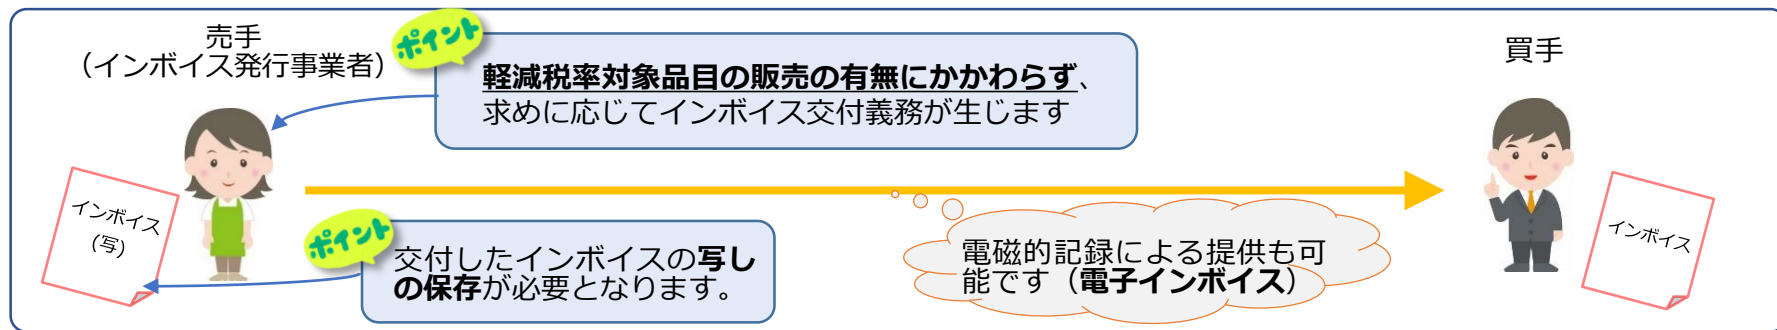 売手
（インボイス発行事業者）
ポイント
軽減税率対象品目の販売の有無にかかわらず、
求めに応じてインボイス交付義務が生じます
買手
インボイス
(写)
ポイント
交付したインボイスの写し
の保存が必要となります。
電磁的記録による提供も可
能です（電子インボイス）
インボイス